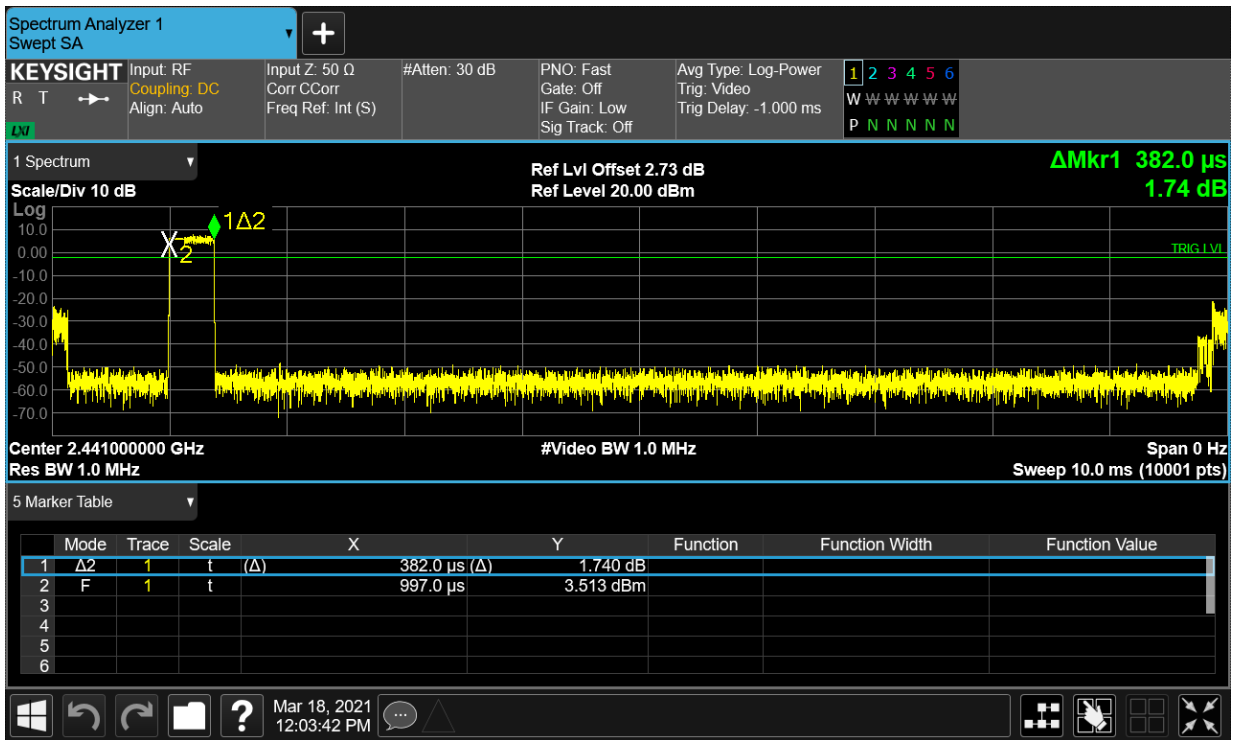 Spectrum Analyzer 1
Swept SA
KEYSIGHT
R T
LXI
Input: RF
Coupling: DC
Align: Auto
Input Z: 50 Ω
Corr CCorr
Freq Ref: Int (S)
#Atten: 30 dB
PNO: Fast
Gate: Off
IF Gain: Low
Sig Track: Off
Avg Type: Log-Power
Trig: Video
Trig Delay: -1.000 ms
1 2 3 4 5 6
W W W W W W
P N N N N N
1 Spectrum
Scale/Div 10 dB
Ref Lvl Offset 2.73 dB
Ref Level 20.00 dBm
ΔMkr1 382.0 µs
1.74 dB
Log
10.0
0.00
-10.0
-20.0
-30.0
-40.0
-50.0
-60.0
-70.0
1Δ2
X2
TRIG LVL
Center 2.441000000 GHz
Res BW 1.0 MHz
#Video BW 1.0 MHz
Span 0 Hz
Sweep 10.0 ms (10001 pts)
5 Marker Table
Mode Trace Scale X Y Function Function Width Function Value
1 Δ2 1 t (Δ) 382.0 µs (Δ) 1.740 dB
2 F 1 t 997.0 µs 3.513 dBm
3
4
5
6
?
Mar 18, 2021
12:03:42 PM